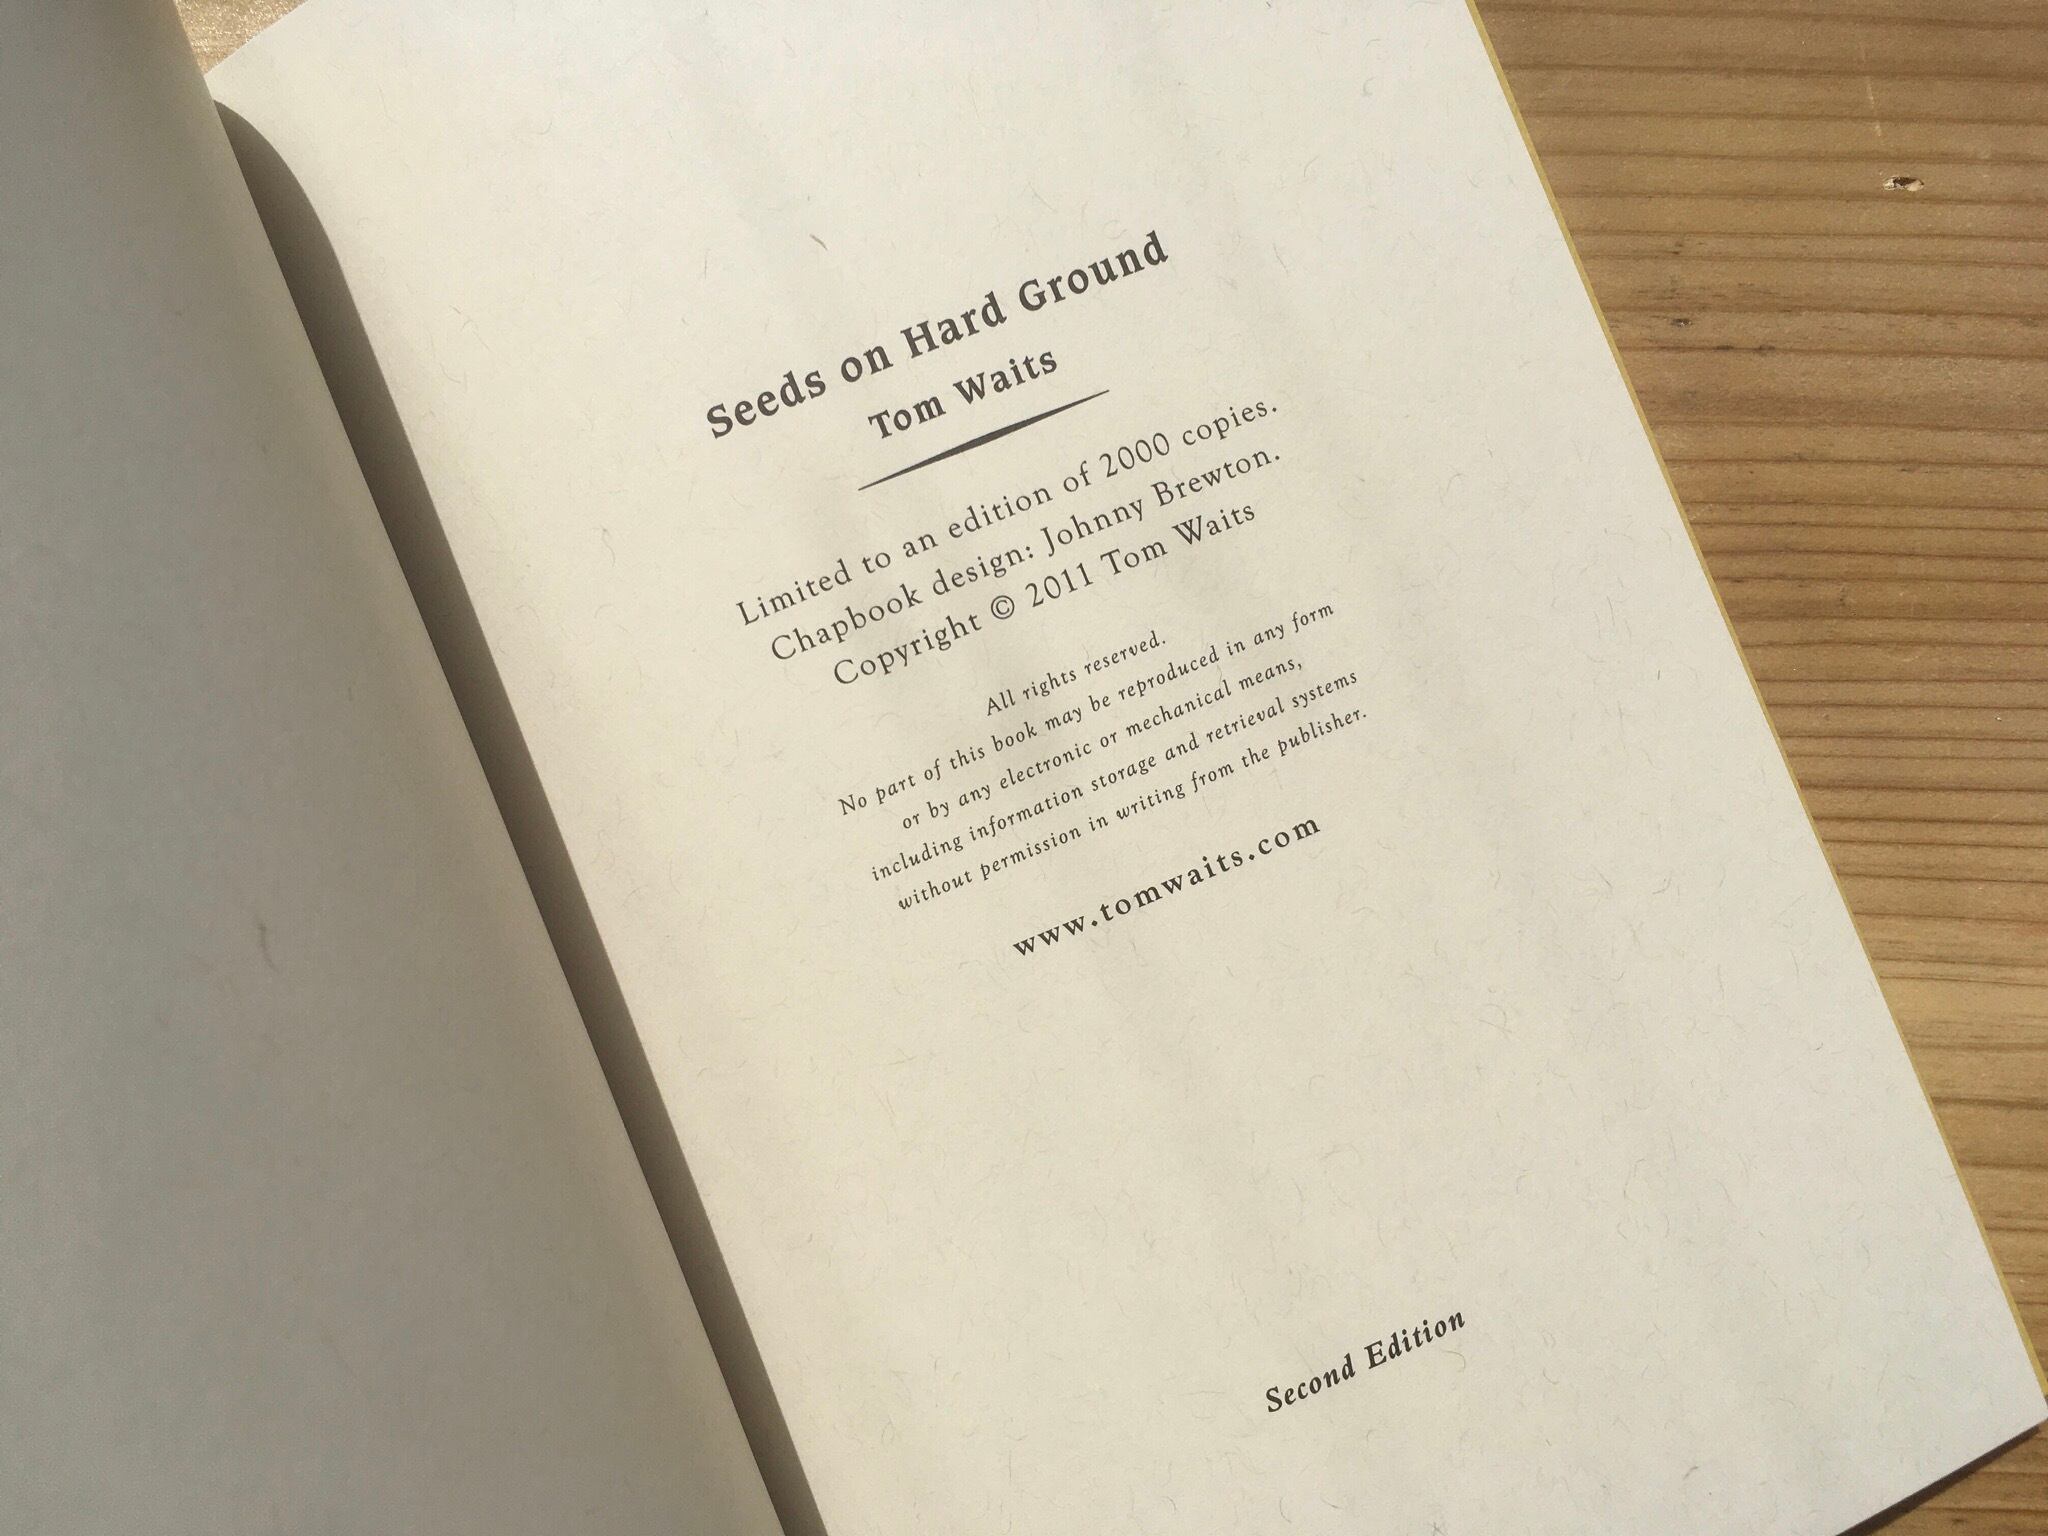 Seeds on Hard Ground
Tom Waits
Limited to an edition of 2000 copies.
Chapbook design: Johnny Brewton.
Copyright © 2011 Tom Waits
All rights reserved.
No part of this book may be reproduced in any form
or by any electronic or mechanical means,
including information storage and retrieval systems
without permission in writing from the publisher.
www.tomwaits.com
Second Edition